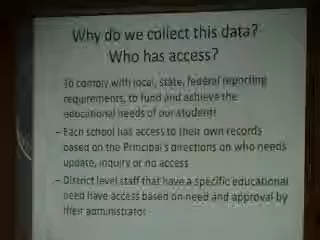 Why do we collect this data?
Who has access?
To comply with local, state, federal reporting
requirements, to fund and achieve the
educational needs of our students
– Each school has access to their own records
based on the Principal's directions on who needs
update, inquiry or no access
– District level staff that have a specific educational
need have access based on need and approval by
their administrator